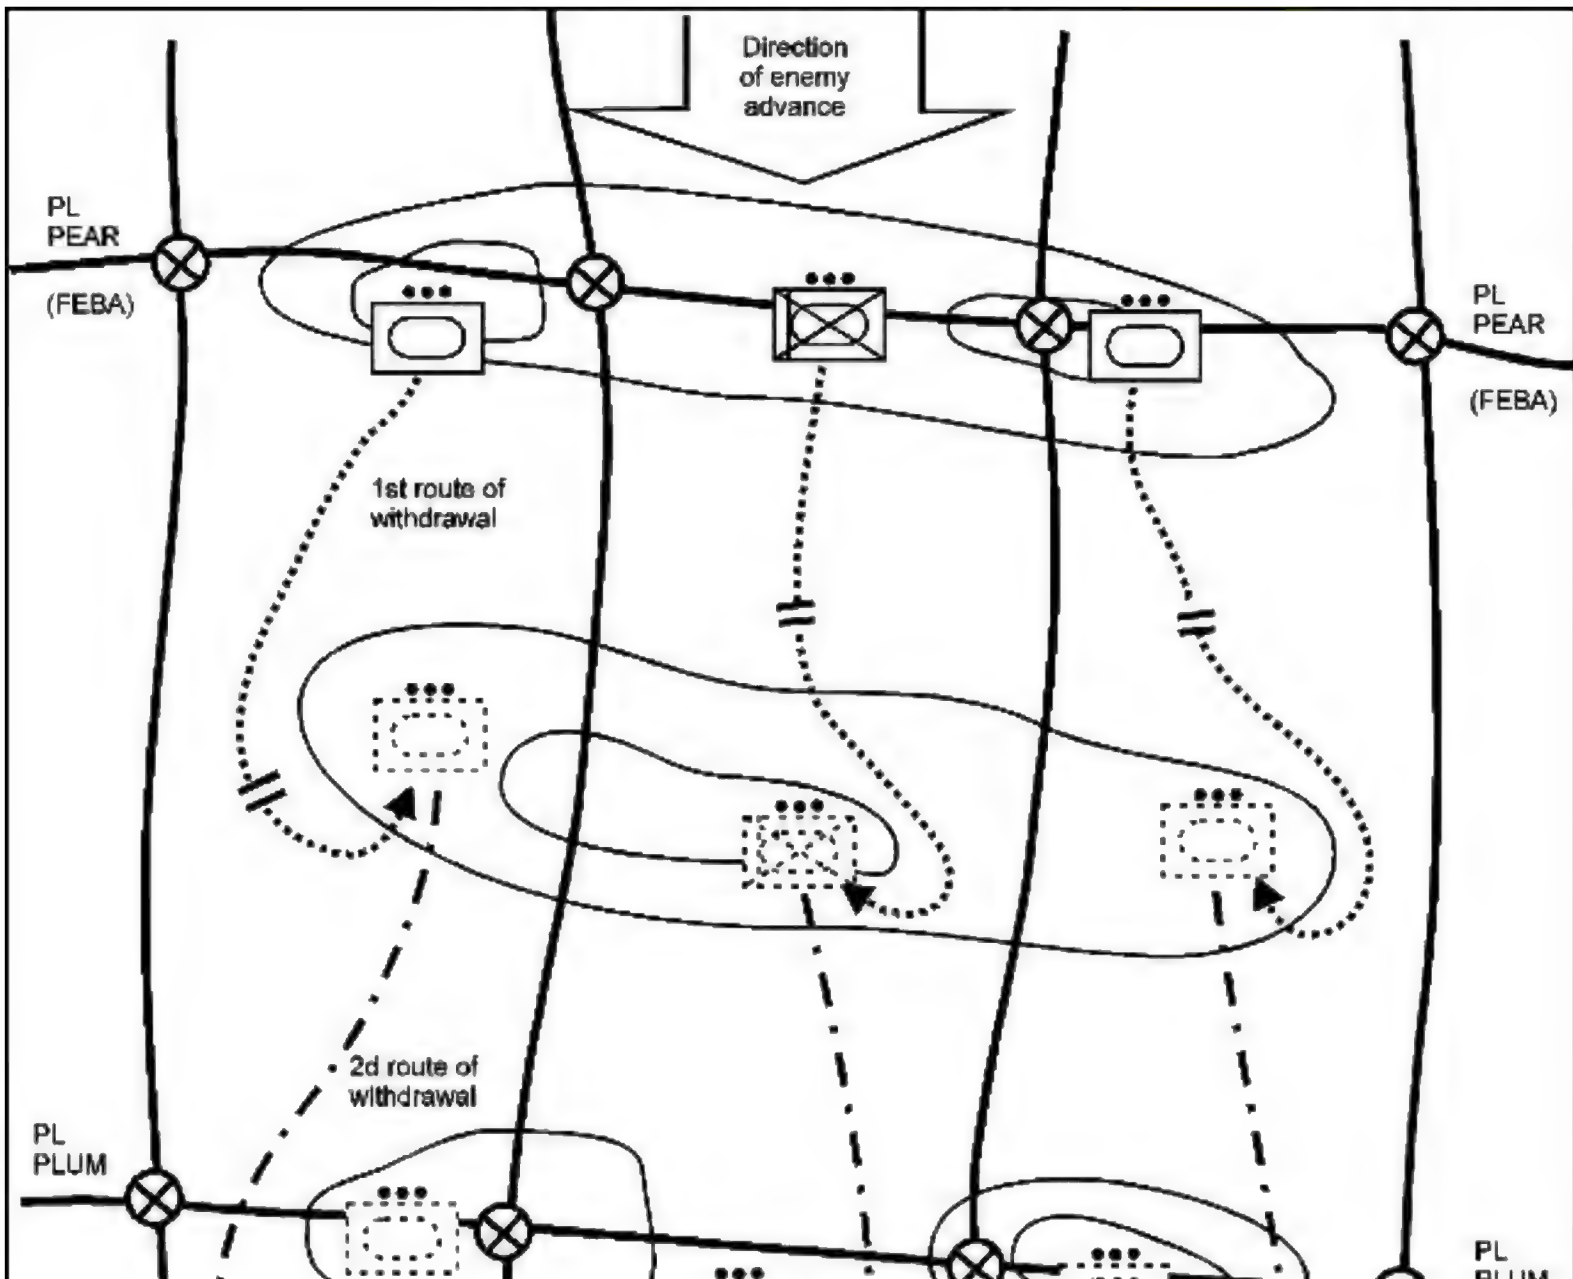 Direction
of enemy
advance
PL
PEAR
(FEBA)
PL
PEAR
(FEBA)
1st route of
withdrawal
2d route of
withdrawal
PL
PLUM
PL
PLUM